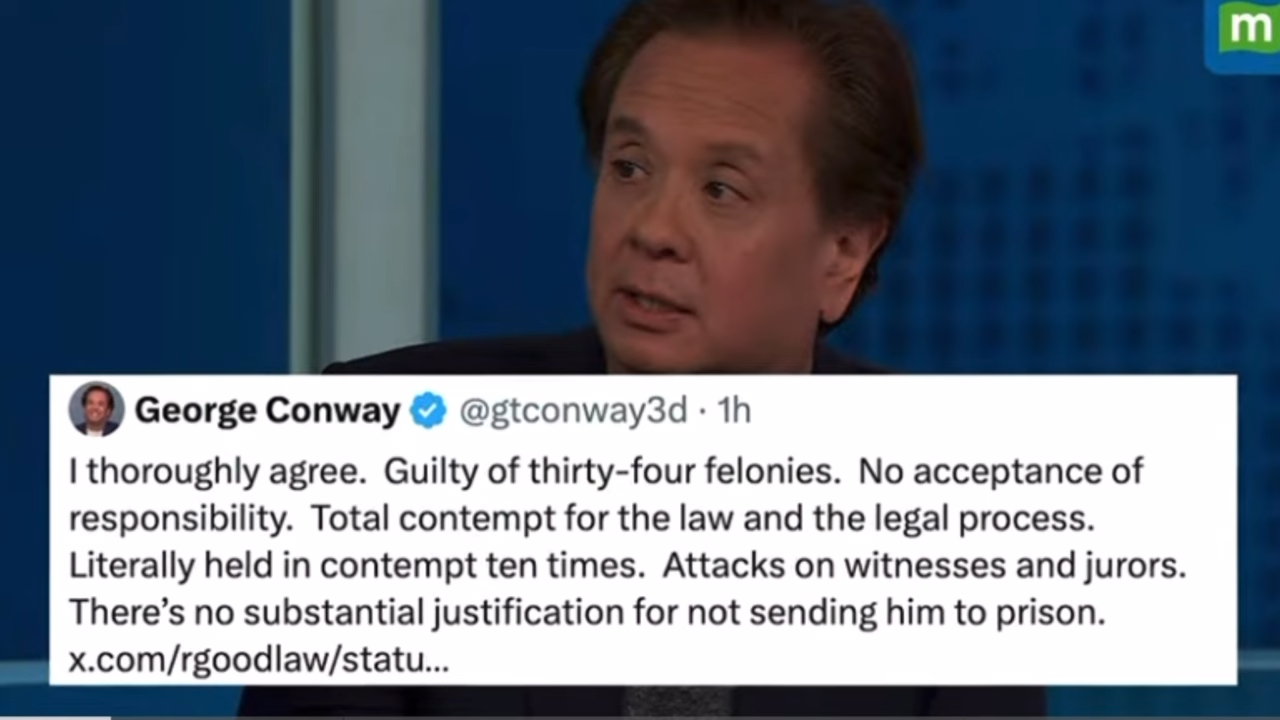 m
George Conway @gtconway3d · 1h
I thoroughly agree.  Guilty of thirty-four felonies.  No acceptance of
responsibility.  Total contempt for the law and the legal process.
Literally held in contempt ten times.  Attacks on witnesses and jurors.
There’s no substantial justification for not sending him to prison.
x.com/rgoodlaw/statu...